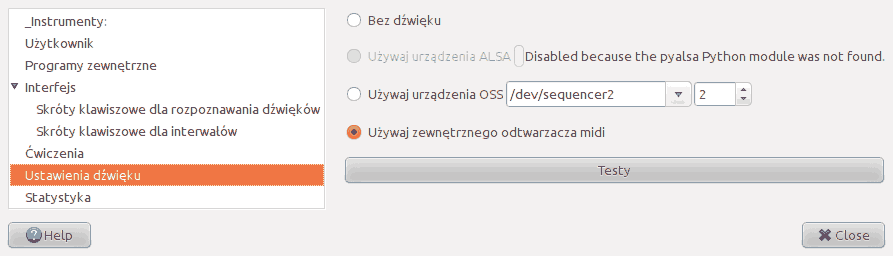 _Instrumenty:
Użytkownik
Programy zewnętrzne
Interfejs
Skróty klawiszowe dla rozpoznawania dźwięków
Skróty klawiszowe dla interwałów
Ćwiczenia
Ustawienia dźwięku
Statystyka
Bez dźwięku
Używaj urządzenia ALSA Disabled because the pyalsa Python module was not found.
Używaj urządzenia OSS /dev/sequencer2 2
Używaj zewnętrznego odtwarzacza midi
Testy
Help Close